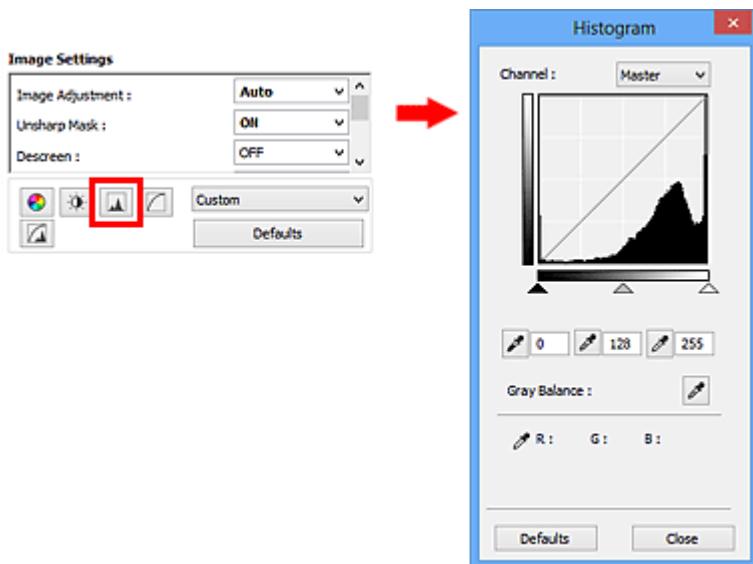 Image Settings
Image Adjustment : Auto
Unsharp Mask : ON
Descreen : OFF
Custom
Defaults
Histogram
Channel : Master
0 128 255
Gray Balance :
R : G : B :
Defaults Close